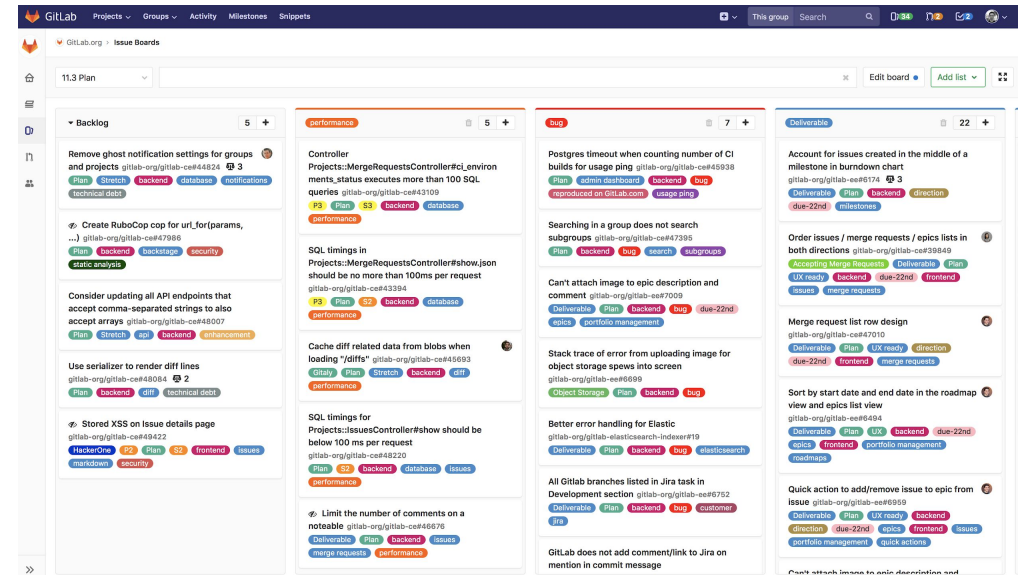 GitLab Projects Groups Activity Milestones Snippets This group Search 34 2 2
GitLab.org › Issue Boards
11.3 Plan Edit board Add list
Backlog 5 +
Remove ghost notification settings for groups
and projects gitlab-org/gitlab-ce#44824 3
Plan Stretch backend database notifications
technical debt
Create RuboCop cop for url_for(params,
...) gitlab-org/gitlab-ce#47986
Plan backend backstage security
static analysis
Consider updating all API endpoints that
accept comma-separated strings to also
accept arrays gitlab-org/gitlab-ce#48007
Plan Stretch api backend enhancement
Use serializer to render diff lines
gitlab-org/gitlab-ce#48084 2
Plan backend diff technical debt
Stored XSS on Issue details page
gitlab-org/gitlab-ce#49422
HackerOne P2 Plan S2 frontend issues
markdown security
performance 5 +
Controller
Projects::MergeRequestsController#ci_environ
ments_status executes more than 100 SQL
queries gitlab-org/gitlab-ce#43109
P3 Plan S3 backend database
performance
SQL timings in
Projects::MergeRequestsController#show.json
should be no more than 100ms per request
gitlab-org/gitlab-ce#43394
P3 Plan S2 backend database
performance
Cache diff related data from blobs when
loading "/diffs" gitlab-org/gitlab-ce#45693
Gitaly Plan Stretch backend diff
performance
SQL timings for
Projects::IssuesController#show should be
below 100 ms per request
gitlab-org/gitlab-ce#48220
Plan S2 backend database issues
performance
Limit the number of comments on a
noteable gitlab-org/gitlab-ce#46676
Deliverable Plan backend issues
merge requests performance
bug 7 +
Postgres timeout when counting number of CI
builds for usage ping gitlab-org/gitlab-ce#45938
Plan admin dashboard backend bug
reproduced on GitLab.com usage ping
Searching in a group does not search
subgroups gitlab-org/gitlab-ce#47395
Plan backend bug search subgroups
Can't attach image to epic description and
comment gitlab-org/gitlab-ee#7009
Deliverable Plan backend bug due-22nd
epics portfolio management
Stack trace of error from uploading image for
object storage spews into screen
gitlab-org/gitlab-ee#6699
Object Storage Plan backend bug
Better error handling for Elastic
gitlab-org/gitlab-elasticsearch-indexer#19
Deliverable Plan backend bug elasticsearch
All Gitlab branches listed in Jira task in
Development section gitlab-org/gitlab-ee#6752
Deliverable Plan backend bug customer
jira
GitLab does not add comment/link to Jira on
mention in commit message
Deliverable 22 +
Account for issues created in the middle of a
milestone in burndown chart
gitlab-org/gitlab-ee#6174 3
Deliverable Plan backend direction
due-22nd milestones
Order issues / merge requests / epics lists in
both directions gitlab-org/gitlab-ce#39849
Accepting Merge Requests Deliverable Plan
UX ready backend due-22nd frontend
issues merge requests
Merge request list row design
gitlab-org/gitlab-ce#47010
Deliverable Plan UX ready direction
due-22nd frontend merge requests
Sort by start date and end date in the roadmap
view and epics list view
gitlab-org/gitlab-ee#6494
Deliverable Plan UX backend due-22nd
epics frontend portfolio management
roadmaps
Quick action to add/remove issue to epic from
issue gitlab-org/gitlab-ee#6959
Deliverable Plan UX ready backend
direction due-22nd epics frontend issues
portfolio management quick actions
Can't attach image to epic description and